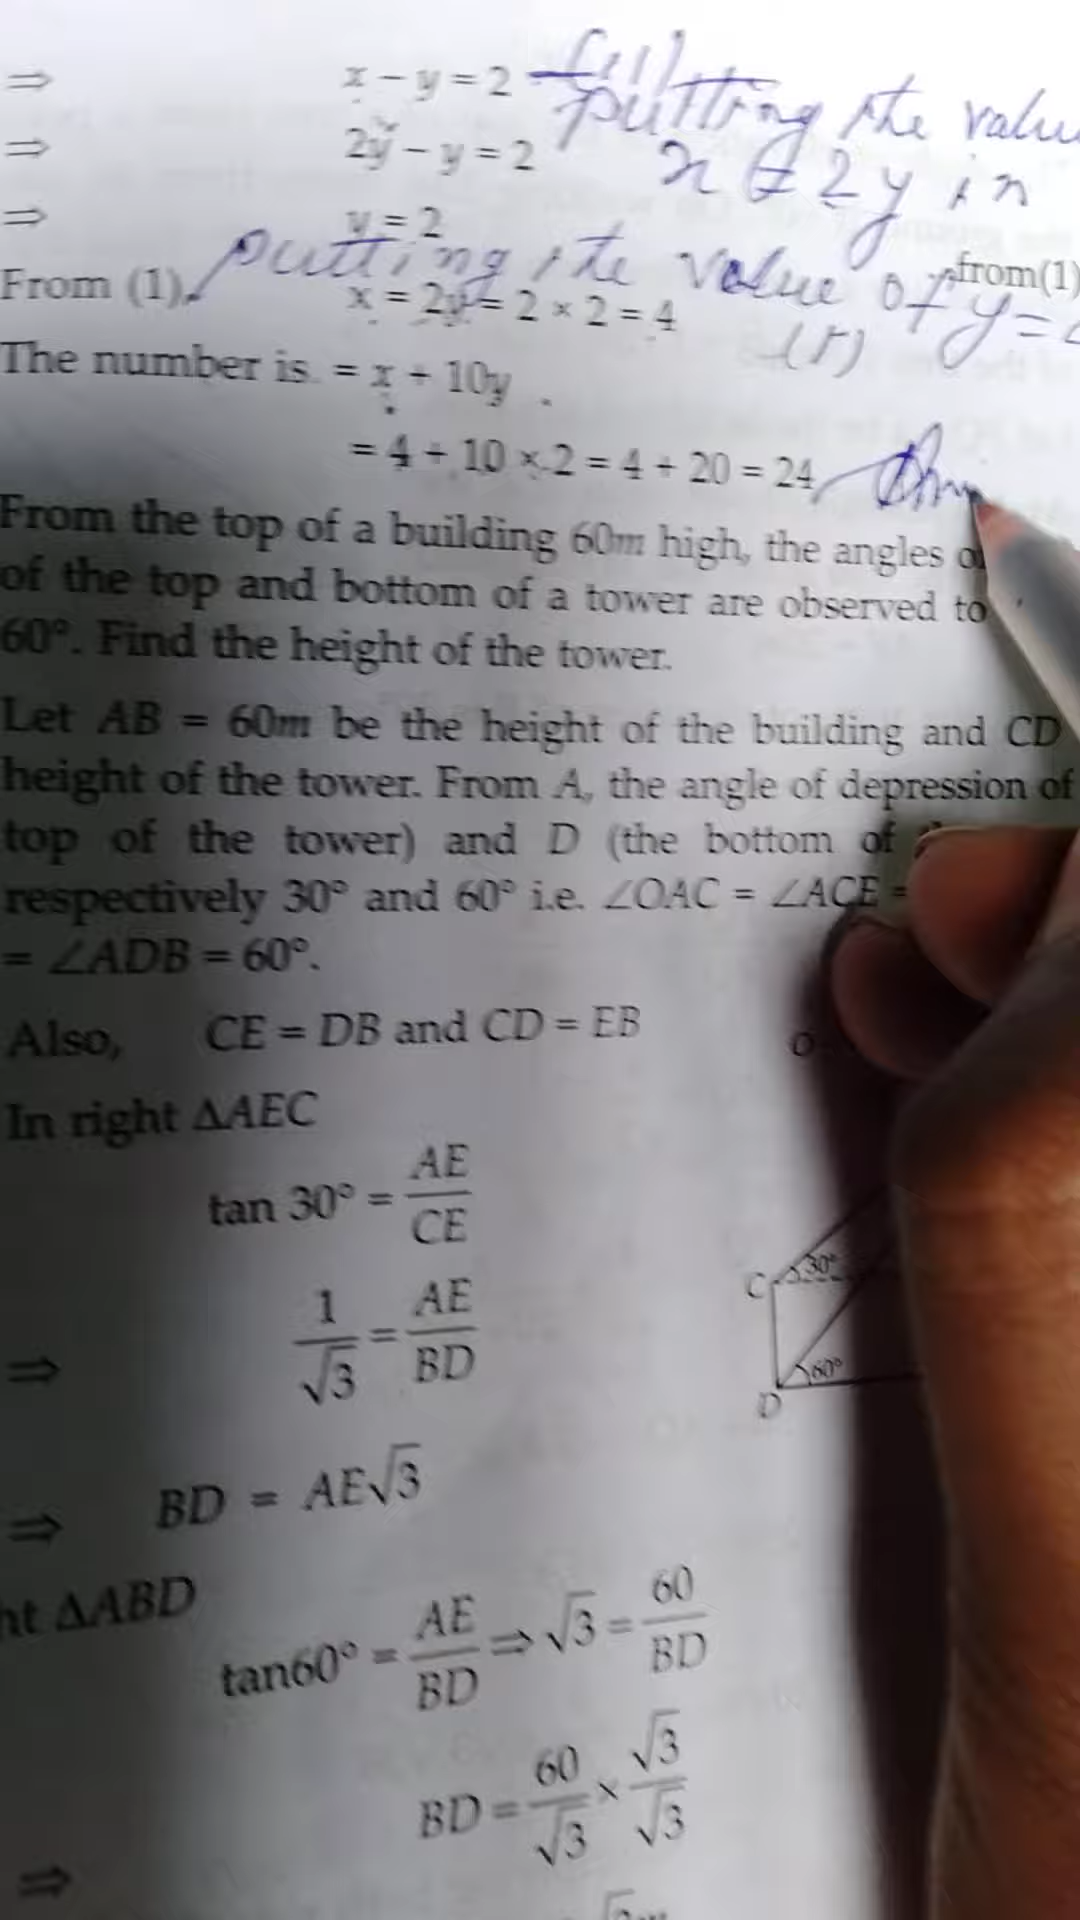 ⇒ x − y = 2 (ii)
putting the value
⇒ 2y − y = 2 x = 2y in
⇒ y = 2
putting the value of y =
from(1)
From (1), x = 2y = 2 × 2 = 4
The number is = x + 10y
= 4 + 10 × 2 = 4 + 20 = 24
From the top of a building 60m high, the angles
of the top and bottom of a tower are observed to
60°. Find the height of the tower.
Let AB = 60m be the height of the building and CD
height of the tower. From A, the angle of depression of
top of the tower) and D (the bottom of
respectively 30° and 60° i.e. ∠OAC = ∠ACE =
= ∠ADB = 60°.
Also, CE = DB and CD = EB
O
In right ΔAEC
tan 30° = AE/CE
C 30°
⇒ 1/√3 = AE/BD
60°
D
⇒ BD = AE√3
ht ΔABD
tan60° = AE/BD ⇒ √3 = 60/BD
⇒ BD = 60/√3 × √3/√3